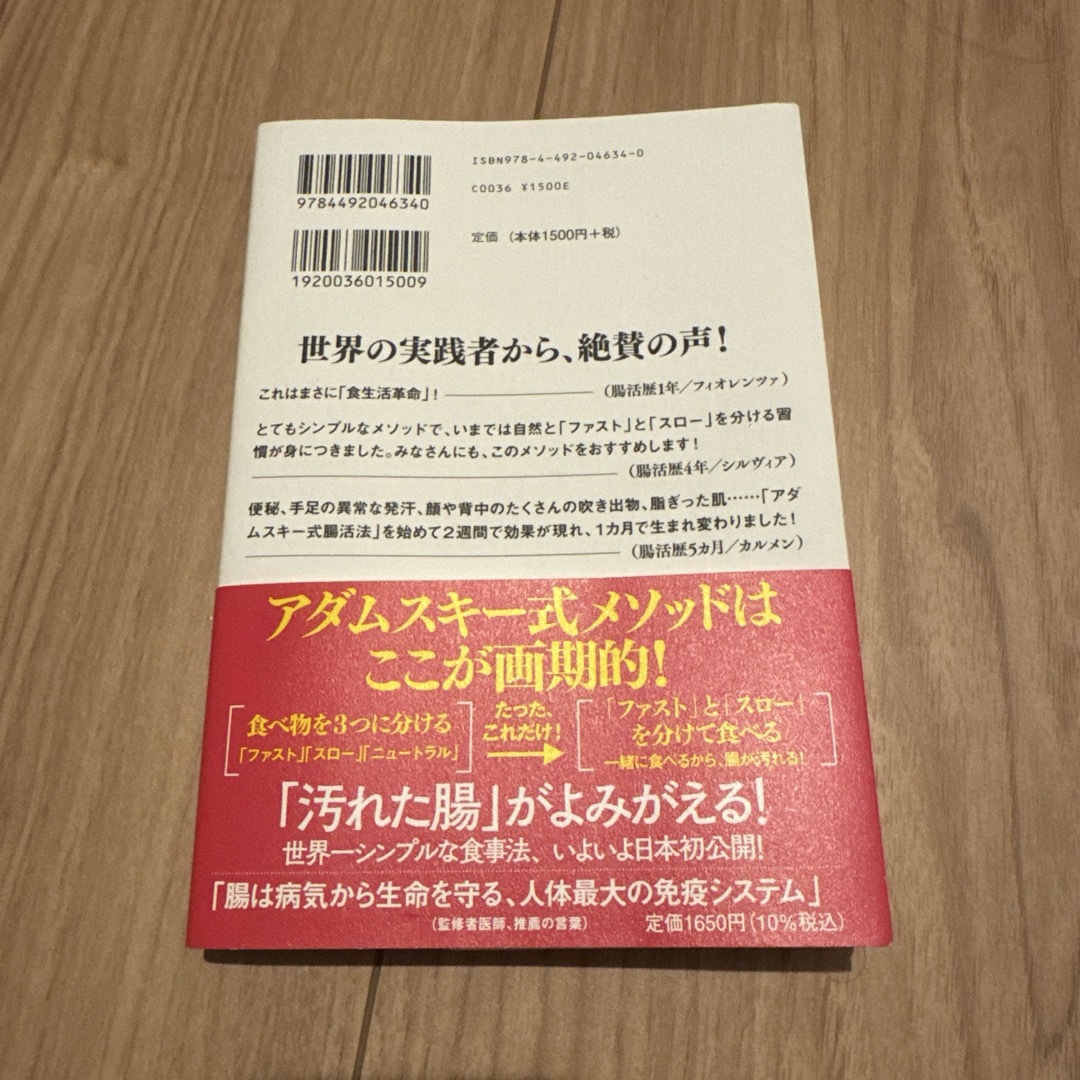 ISBN978-4-492-04634-0
9784492046340
C0036 ¥1500E
定価 (本体1500円+税)
1920036015009
世界の実践者から、絶賛の声!
これはまさに「食生活革命」!
(腸活歴1年/フィオレンツァ)
とてもシンプルなメソッドで、いまでは自然と「ファスト」と「スロー」を分ける習
慣が身につきました。みなさんにも、このメソッドをおすすめします!
(腸活歴4年/シルヴィア)
便秘、手足の異常な発汗、顔や背中のたくさんの吹き出物、脂ぎった肌……「アダ
ムスキー式腸活法」を始めて2週間で効果が現れ、1カ月で生まれ変わりました!
(腸活歴5カ月/カルメン)
アダムスキー式メソッドは
ここが画期的!
食べ物を3つに分ける
「ファスト」「スロー」「ニュートラル」
たった、
これだけ!
「ファスト」と「スロー」
を分けて食べる
一緒に食べるから、腸が汚れる!
「汚れた腸」がよみがえる!
世界一シンプルな食事法、いよいよ日本初公開!
「腸は病気から生命を守る、人体最大の免疫システム」
(監修者医師、推薦の言葉)
定価1650円(10%税込)